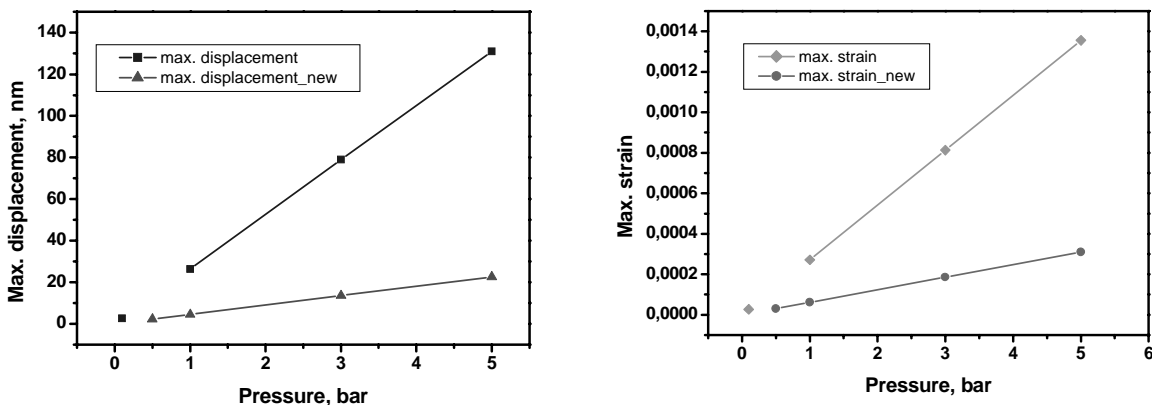 140
120
100
80
60
40
20
0
Max. displacement, nm
max. displacement
max. displacement_new
0 1 2 3 4 5
Pressure, bar
0,0014
0,0012
0,0010
0,0008
0,0006
0,0004
0,0002
0,0000
Max. strain
max. strain
max. strain_new
0 1 2 3 4 5 6
Pressure, bar